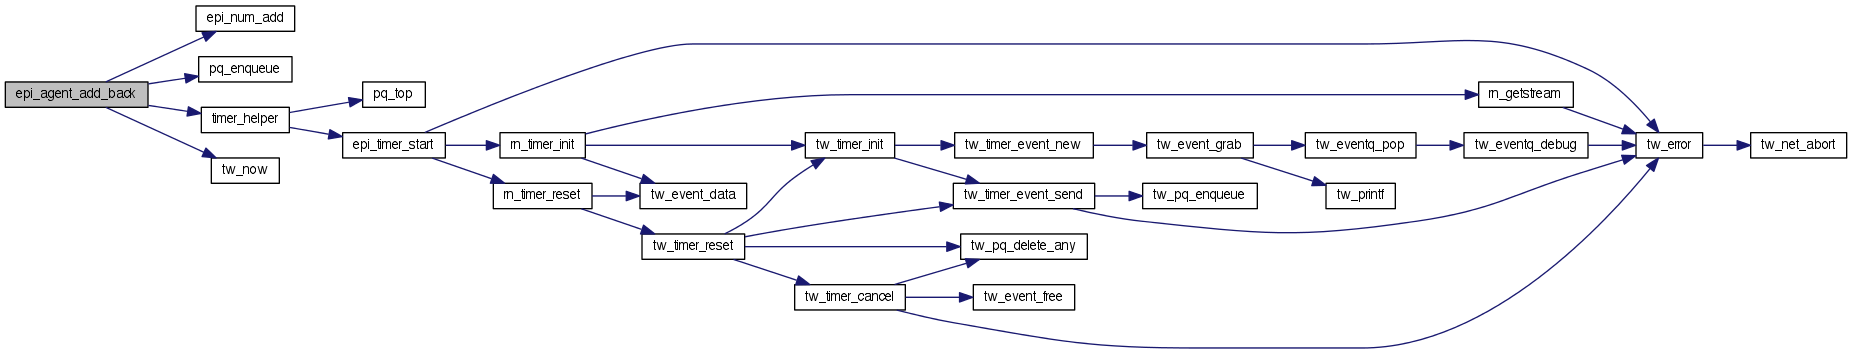 epi_agent_add_back
epi_num_add
pq_enqueue
timer_helper
tw_now
pq_top
epi_timer_start
rn_timer_init
rn_timer_reset
tw_event_data
tw_timer_reset
tw_timer_init
tw_timer_cancel
tw_timer_event_new
tw_timer_event_send
tw_pq_delete_any
tw_event_free
tw_event_grab
tw_pq_enqueue
tw_eventq_pop
tw_printf
rn_getstream
tw_eventq_debug
tw_error
tw_net_abort